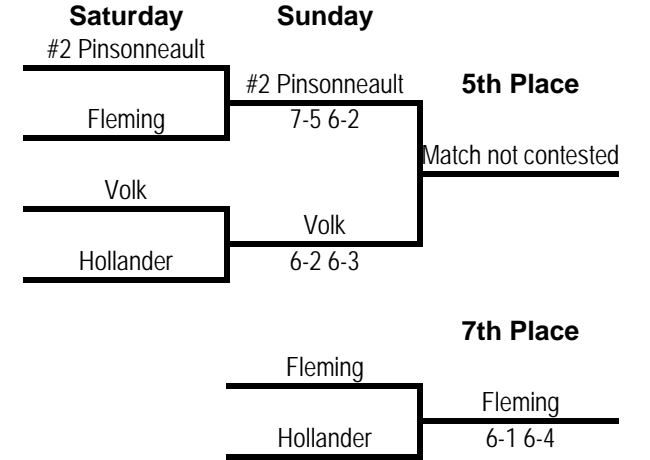 Saturday
Sunday
#2 Pinsonneault
#2 Pinsonneault
5th Place
Fleming
7-5 6-2
Match not contested
Volk
Volk
Hollander
6-2 6-3
7th Place
Fleming
Fleming
Hollander
6-1 6-4